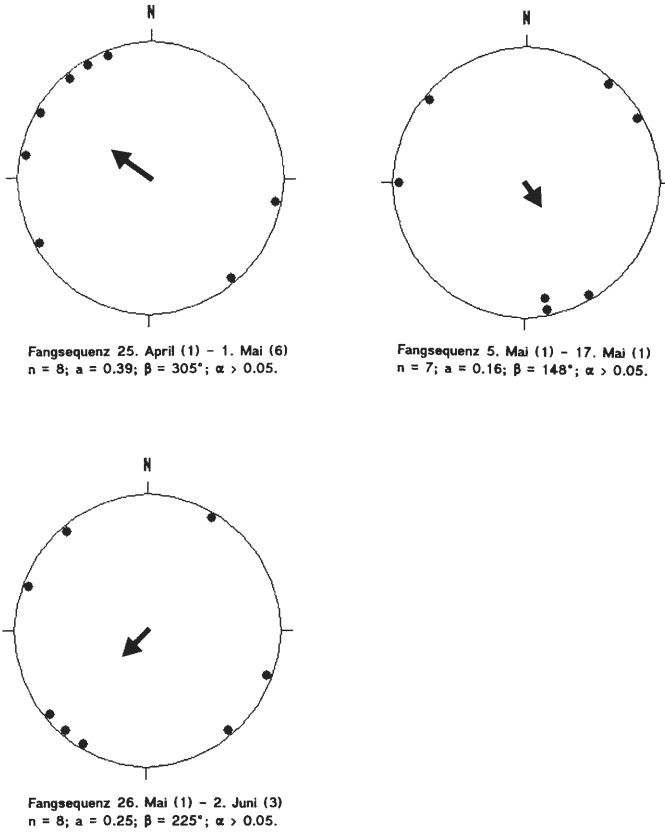 N
N
Fangsequenz 25. April (1) - 1. Mai (6)
n = 8; a = 0.39; β = 305°; α > 0.05.
Fangsequenz 5. Mai (1) - 17. Mai (1)
n = 7; a = 0.16; β = 148°; α > 0.05.
N
Fangsequenz 26. Mai (1) - 2. Juni (3)
n = 8; a = 0.25; β = 225°; α > 0.05.